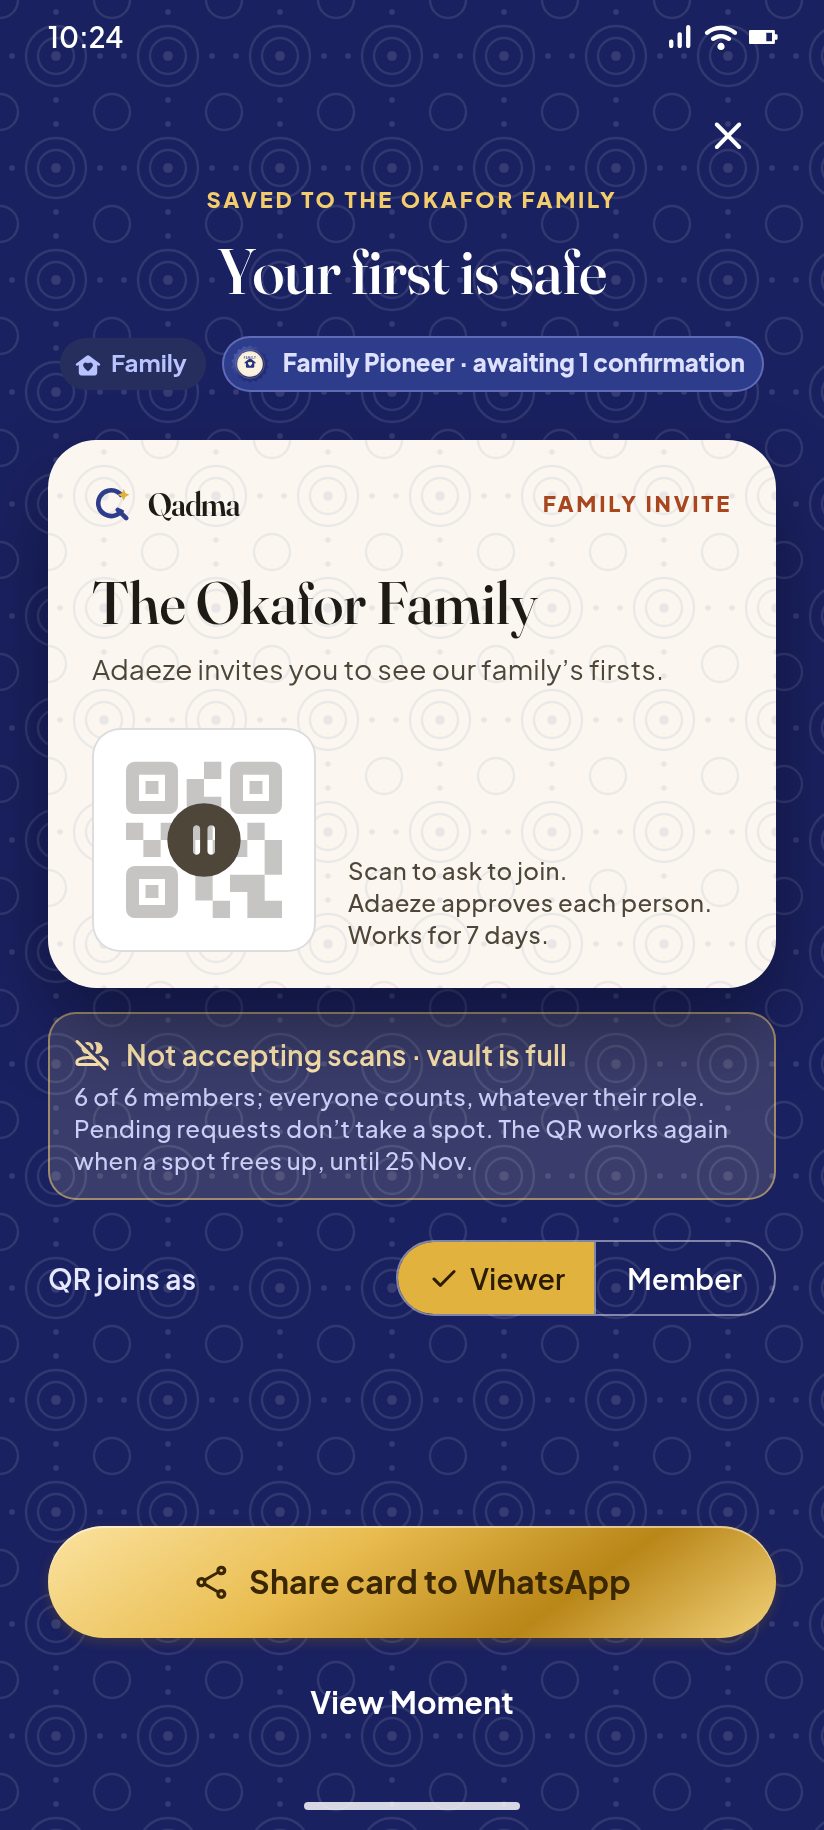 10:24
SAVED TO THE OKAFOR FAMILY
Your first is safe
Family
Family Pioneer · awaiting 1 confirmation
Qadma
FAMILY INVITE
The Okafor Family
Adaeze invites you to see our family’s firsts.
Scan to ask to join.
Adaeze approves each person.
Works for 7 days.
Not accepting scans · vault is full
6 of 6 members; everyone counts, whatever their role.
Pending requests don’t take a spot. The QR works again
when a spot frees up, until 25 Nov.
QR joins as
Viewer
Member
Share card to WhatsApp
View Moment